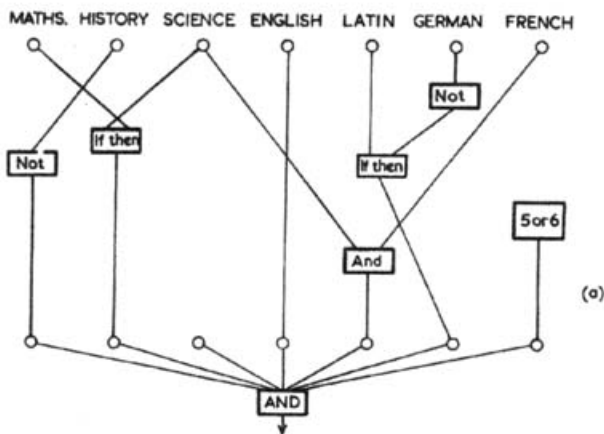 MATHS. HISTORY SCIENCE ENGLISH LATIN GERMAN FRENCH
Not
If then
Not
If then
5or6
And
(a)
AND